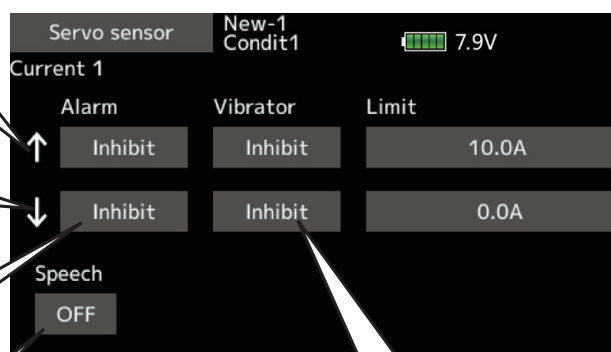 Servo sensor New-1
Condit1 7.9V
Current 1
Alarm Vibrator Limit
↑ Inhibit Inhibit 10.0A
↓ Inhibit Inhibit 0.0A
Speech
OFF